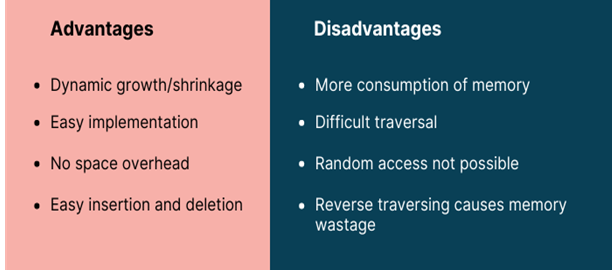 Advantages
• Dynamic growth/shrinkage
• Easy implementation
• No space overhead
• Easy insertion and deletion
Disadvantages
• More consumption of memory
• Difficult traversal
• Random access not possible
• Reverse traversing causes memory
wastage